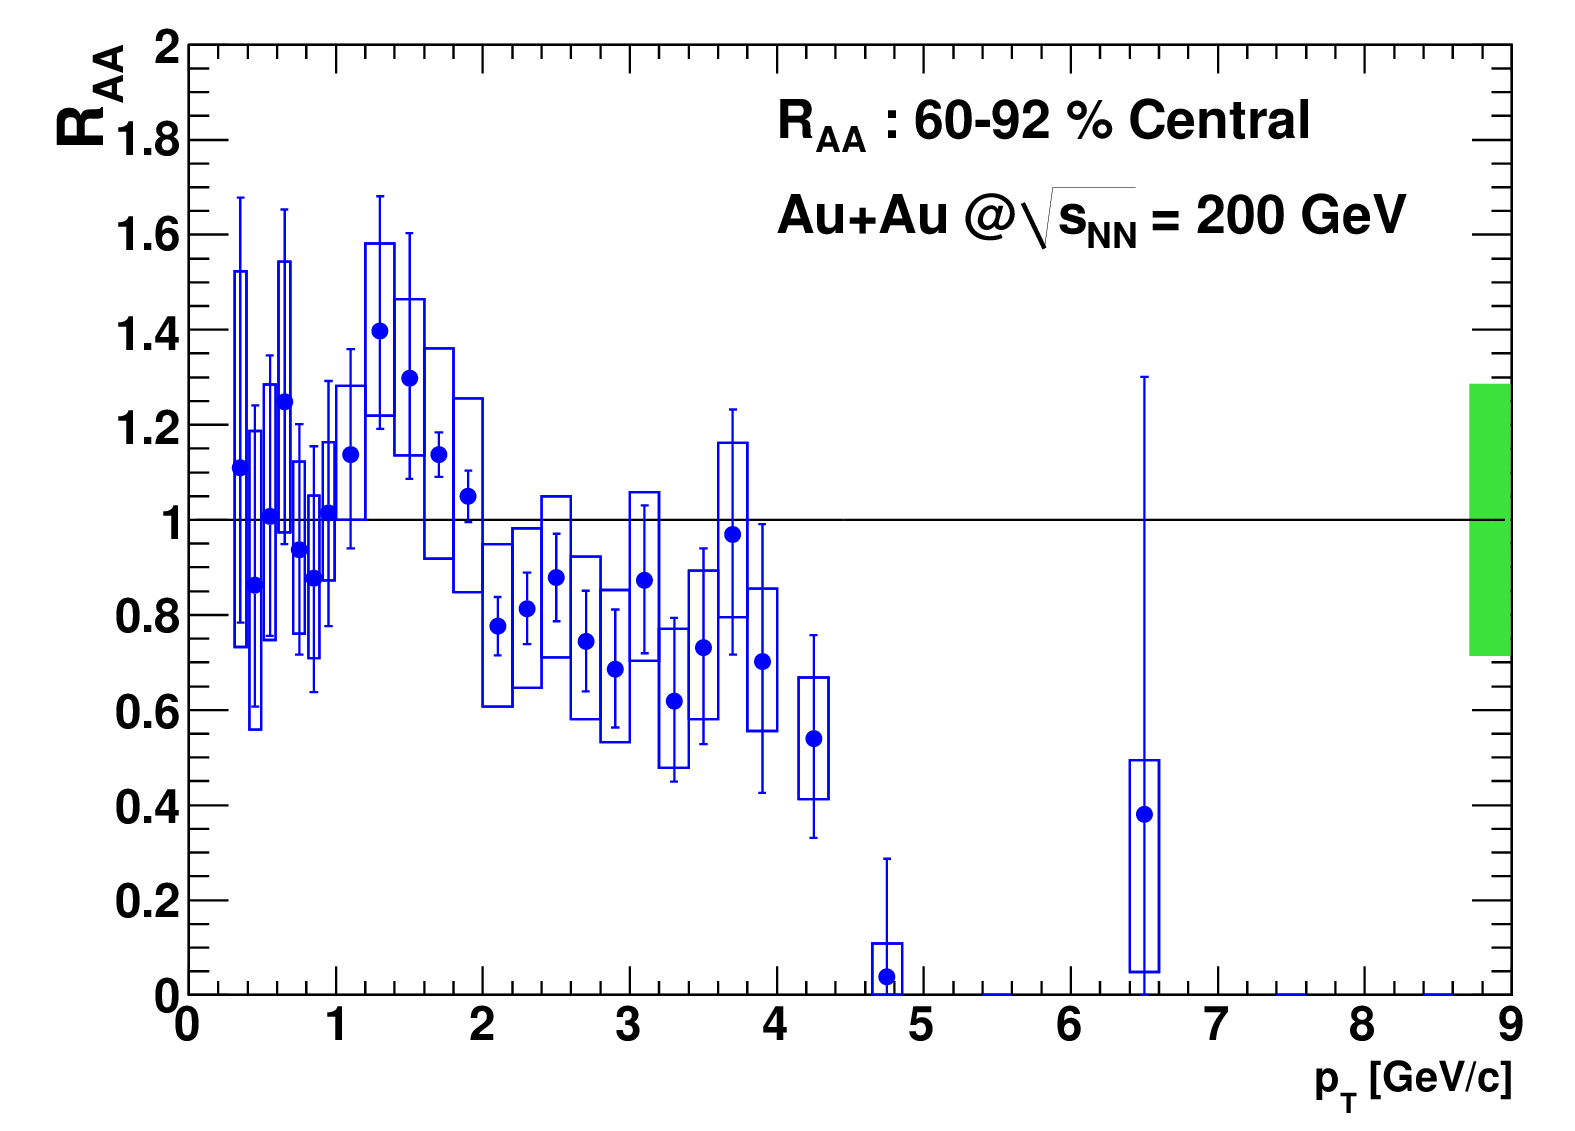 R_AA
2
1.8
1.6
1.4
1.2
1
0.8
0.6
0.4
0.2
0
R_AA : 60-92 % Central
Au+Au @√s_NN = 200 GeV
0 1 2 3 4 5 6 7 8 9
p_T [GeV/c]